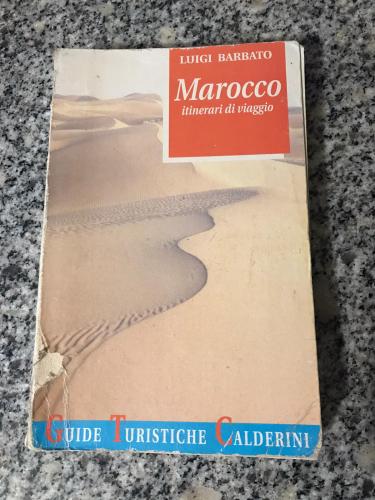 LUIGI BARBATO
Marocco
itinerari di viaggio
GUIDE TURISTICHE CALDERINI